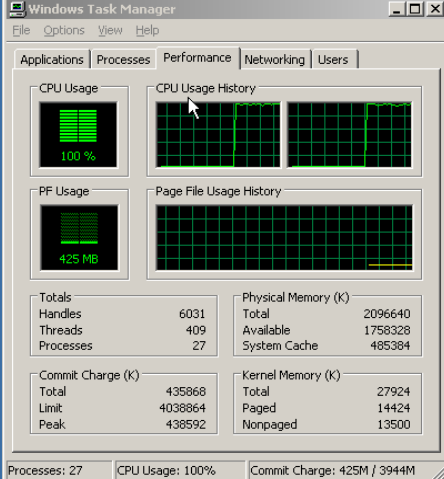 Windows Task Manager
File Options View Help
Applications Processes Performance Networking Users
CPU Usage CPU Usage History
100 %
PF Usage Page File Usage History
425 MB
Totals
Handles 6031
Threads 409
Processes 27
Physical Memory (K)
Total 2096640
Available 1758328
System Cache 485384
Commit Charge (K)
Total 435868
Limit 4038864
Peak 438592
Kernel Memory (K)
Total 27924
Paged 14424
Nonpaged 13500
Processes: 27 CPU Usage: 100% Commit Charge: 425M / 3944M